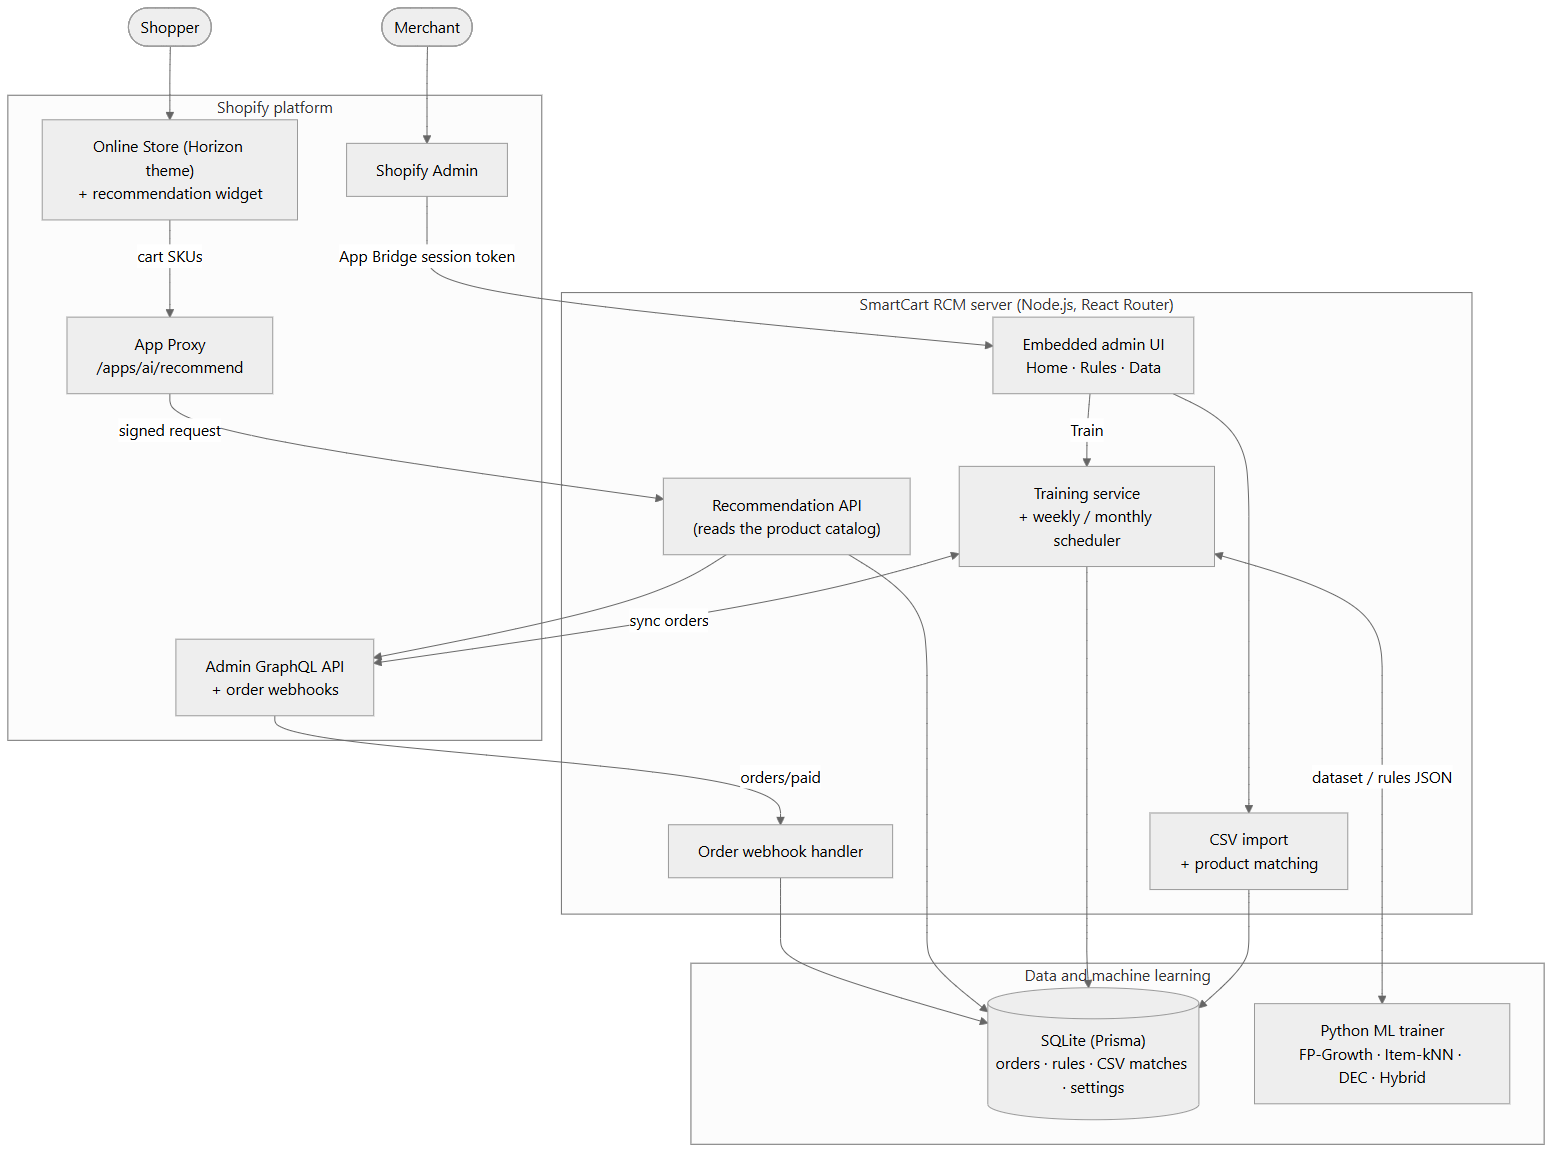 Shopper
Merchant
Shopify platform
Online Store (Horizon
theme)
+ recommendation widget
Shopify Admin
cart SKUs
App Bridge session token
SmartCart RCM server (Node.js, React Router)
App Proxy
/apps/ai/recommend
Embedded admin UI
Home · Rules · Data
signed request
Train
Recommendation API
(reads the product catalog)
Training service
+ weekly / monthly
scheduler
sync orders
Admin GraphQL API
+ order webhooks
orders/paid
dataset / rules JSON
Order webhook handler
CSV import
+ product matching
Data and machine learning
SQLite (Prisma)
orders · rules · CSV matches
· settings
Python ML trainer
FP-Growth · Item-kNN ·
DEC · Hybrid